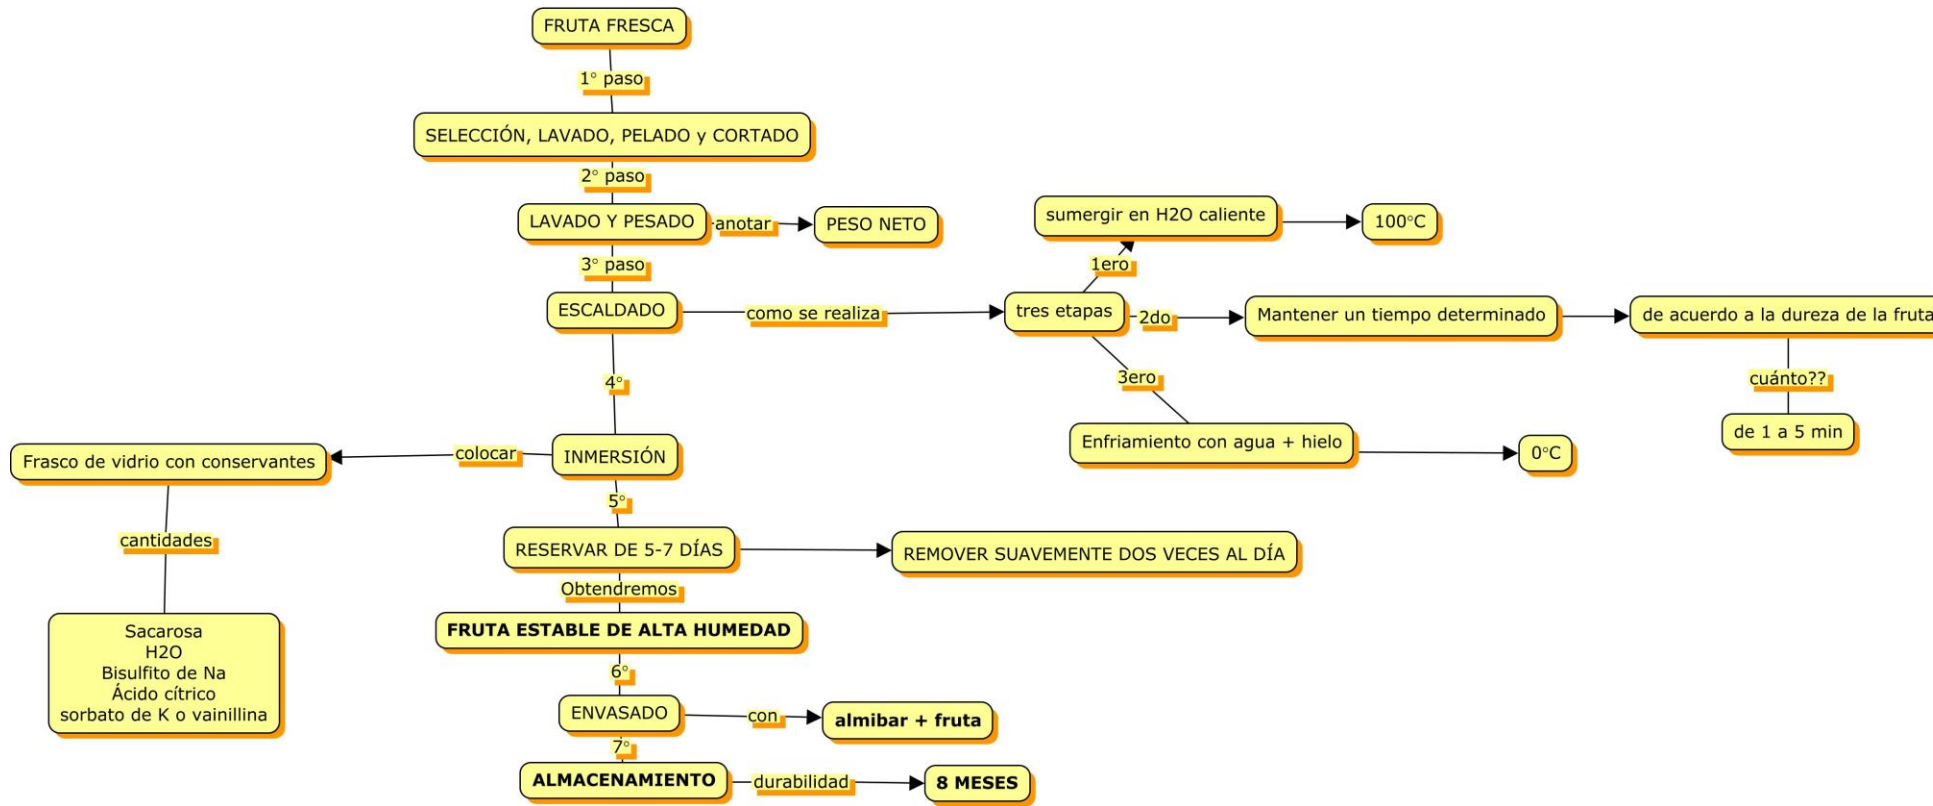 FRUTA FRESCA
1° paso
SELECCIÓN, LAVADO, PELADO y CORTADO
2° paso
LAVADO Y PESADO
anotar
PESO NETO
3° paso
ESCALDADO
como se realiza
tres etapas
1ero
sumergir en H2O caliente
100°C
2do
Mantener un tiempo determinado
de acuerdo a la dureza de la fruta
cuánto??
de 1 a 5 min
3ero
Enfriamiento con agua + hielo
0°C
4°
INMERSIÓN
colocar
Frasco de vidrio con conservantes
cantidades
Sacarosa
H2O
Bisulfito de Na
Ácido cítrico
sorbato de K o vainillina
5°
RESERVAR DE 5-7 DÍAS
REMOVER SUAVEMENTE DOS VECES AL DÍA
Obtendremos
FRUTA ESTABLE DE ALTA HUMEDAD
6°
ENVASADO
con
almibar + fruta
7°
ALMACENAMIENTO
durabilidad
8 MESES